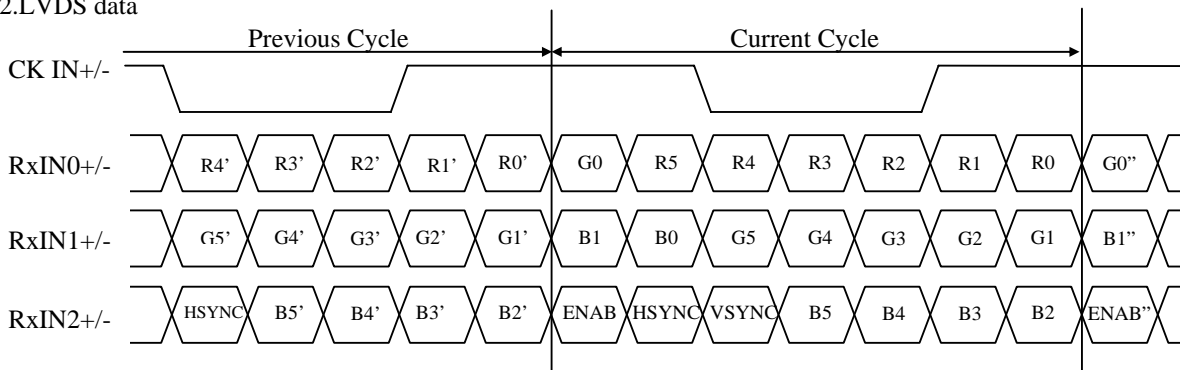 2.LVDS data
Previous Cycle Current Cycle
CK IN+/-
RxIN0+/- R4’ R3’ R2’ R1’ R0’ G0 R5 R4 R3 R2 R1 R0 G0”
RxIN1+/- G5’ G4’ G3’ G2’ G1’ B1 B0 G5 G4 G3 G2 G1 B1”
RxIN2+/- HSYNC B5’ B4’ B3’ B2’ ENAB HSYNC VSYNC B5 B4 B3 B2 ENAB”